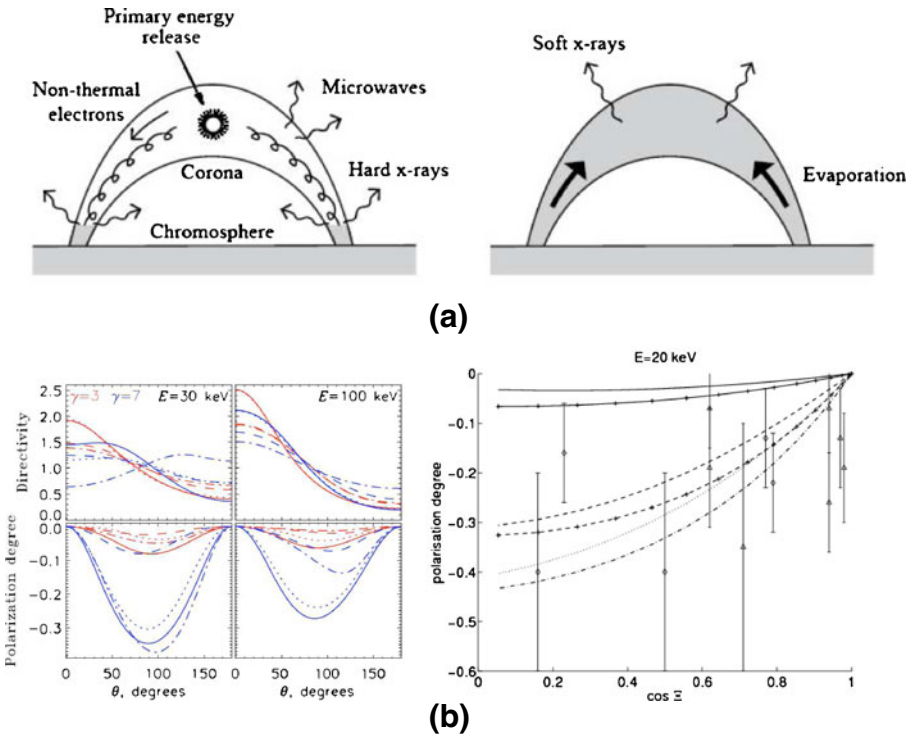 Primary energy
release
Non-thermal
electrons
Microwaves
Corona
Hard x-rays
Chromosphere
Soft x-rays
Evaporation
(a)
γ=3 γ=7 E=30 keV
E=100 keV
Directivity
2.5
2.0
1.5
1.0
0.5
0.0
Polarization degree
-0.1
-0.2
-0.3
0 50 100 150
0 50 100 150
θ, degrees
θ, degrees
E=20 keV
polarisation degree
0
-0.1
-0.2
-0.3
-0.4
-0.5
-0.6
0 0.2 0.4 0.6 0.8 1
cos Ξ
(b)